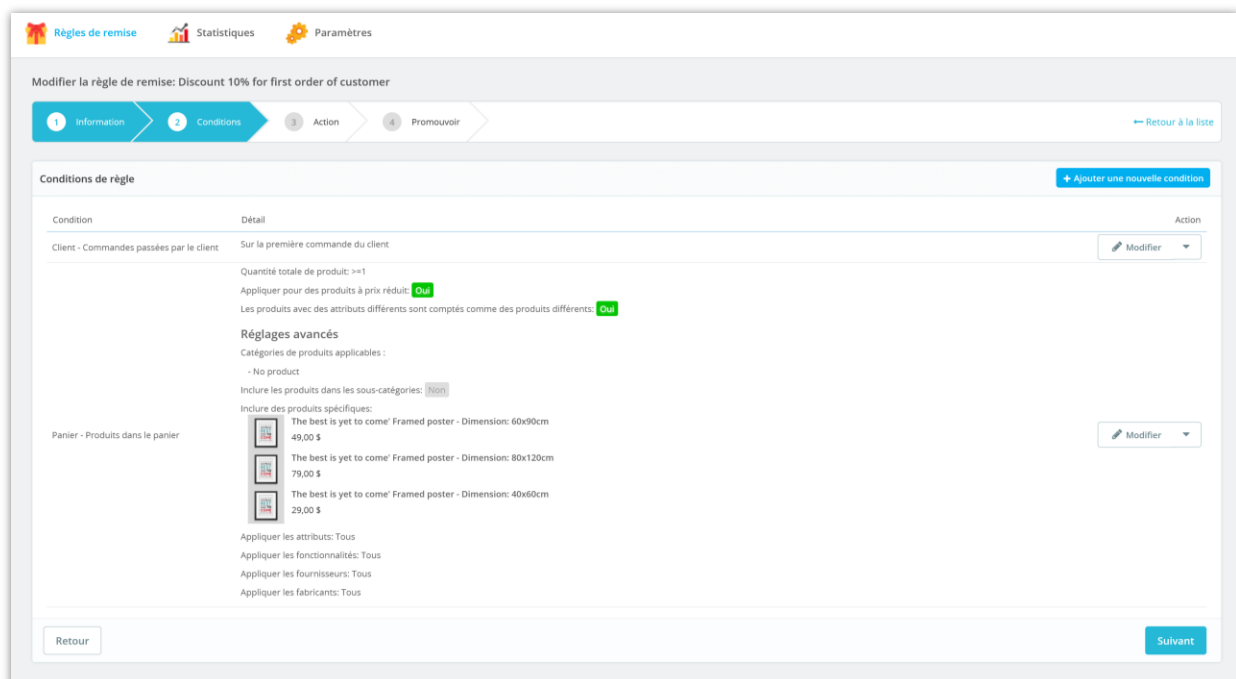 Règles de remise Statistiques Paramètres
Modifier la règle de remise: Discount 10% for first order of customer
1 Information 2 Conditions 3 Action 4 Promouvoir ← Retour à la liste
Conditions de règle + Ajouter une nouvelle condition
Condition Détail Action
Client - Commandes passées par le client Sur la première commande du client Modifier
Quantité totale de produit: >=1
Appliquer pour des produits à prix réduit: Oui
Les produits avec des attributs différents sont comptés comme des produits différents: Oui
Réglages avancés
Catégories de produits applicables :
- No product
Inclure les produits dans les sous-catégories: Non
Inclure des produits spécifiques:
The best is yet to come' Framed poster - Dimension: 60x90cm
49,00 $
Panier - Produits dans le panier Modifier
The best is yet to come' Framed poster - Dimension: 80x120cm
79,00 $
The best is yet to come' Framed poster - Dimension: 40x60cm
29,00 $
Appliquer les attributs: Tous
Appliquer les fonctionnalités: Tous
Appliquer les fournisseurs: Tous
Appliquer les fabricants: Tous
Retour Suivant